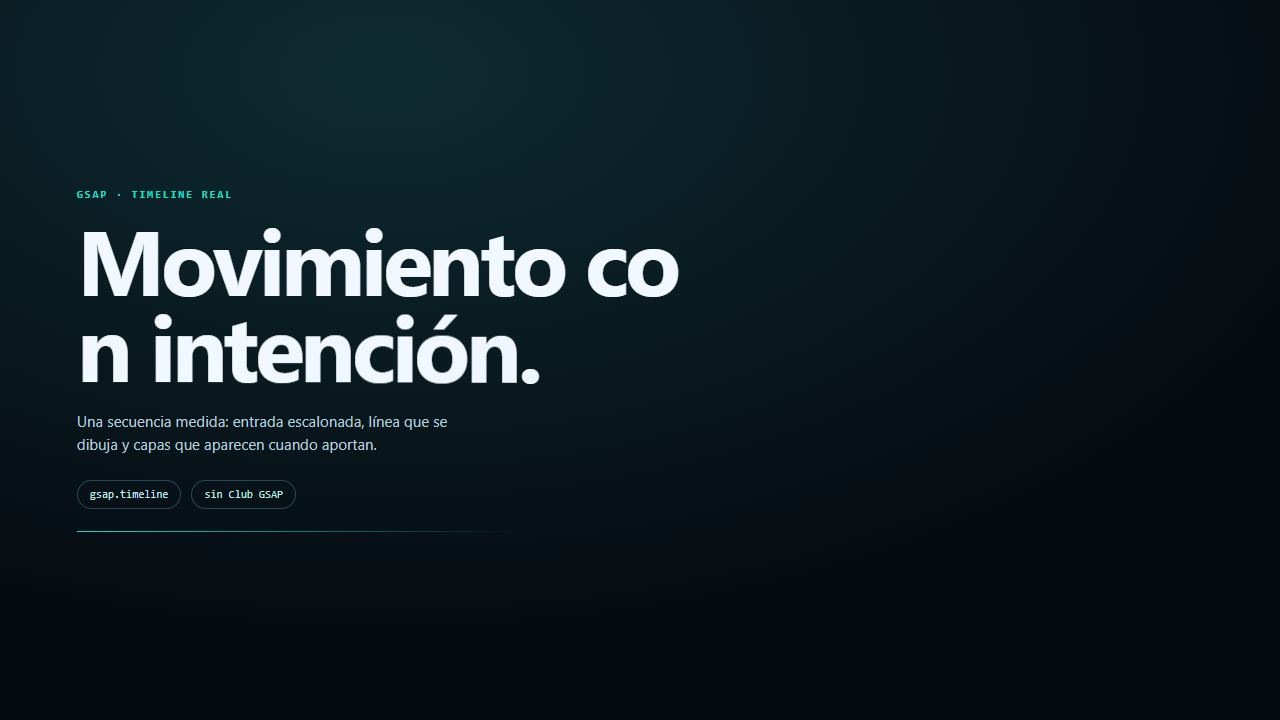 GSAP · TIMELINE REAL
Movimiento co
n intención.
Una secuencia medida: entrada escalonada, línea que se
dibuja y capas que aparecen cuando aportan.
gsap.timeline
sin Club GSAP